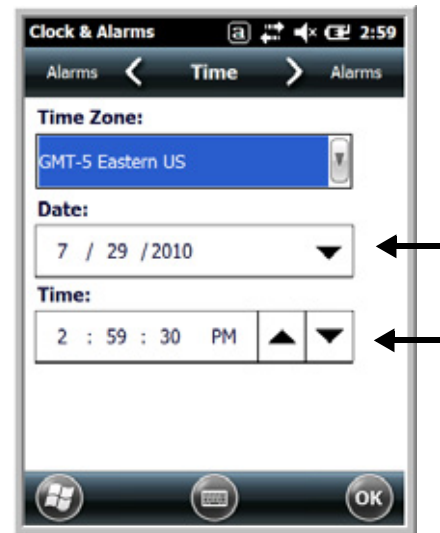 Clock & Alarms a 2:59
Alarms Time Alarms
Time Zone:
GMT-5 Eastern US
Date:
7 / 29 / 2010
Time:
2 : 59 : 30 PM
OK